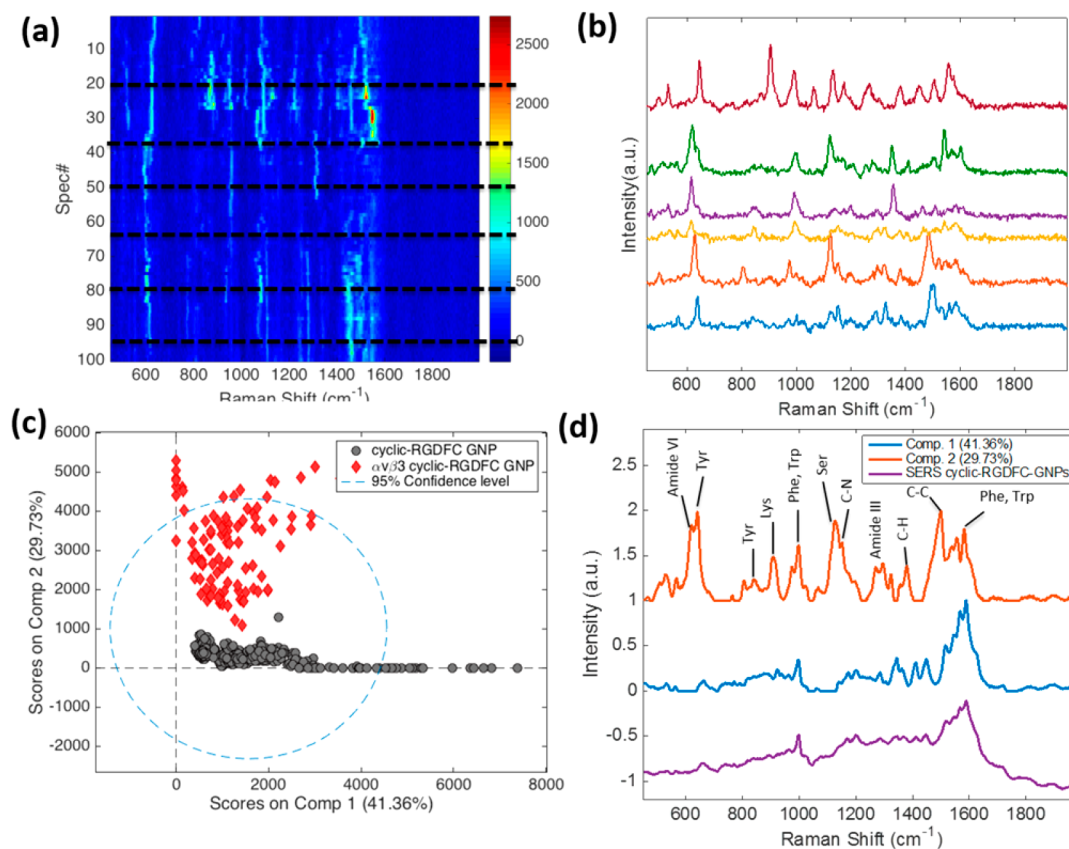 (a)
Spec#
10
20
30
40
50
60
70
80
90
100
600
800
1000
1200
1400
1600
1800
Raman Shift (cm-1)
2500
2000
1500
1000
500
0
(b)
Intensity(a.u.)
600
800
1000
1200
1400
1600
1800
Raman Shift (cm-1)
(c)
Scores on Comp 2 (29.73%)
6000
5000
4000
3000
2000
1000
0
-1000
-2000
cyclic-RGDFC GNP
αvβ3 cyclic-RGDFC GNP
95% Confidence level
0
2000
4000
6000
8000
Scores on Comp 1 (41.36%)
(d)
Intensity (a.u.)
2.5
2
1.5
1
0.5
0
-0.5
-1
Comp. 1 (41.36%)
Comp. 2 (29.73%)
SERS cyclic-RGDFC-GNPs
Amide VI
Tyr
Tyr
Lys
Phe, Trp
Ser
C-N
Amide III
C-H
C-C
Phe, Trp
600
800
1000
1200
1400
1600
1800
Raman Shift (cm-1)